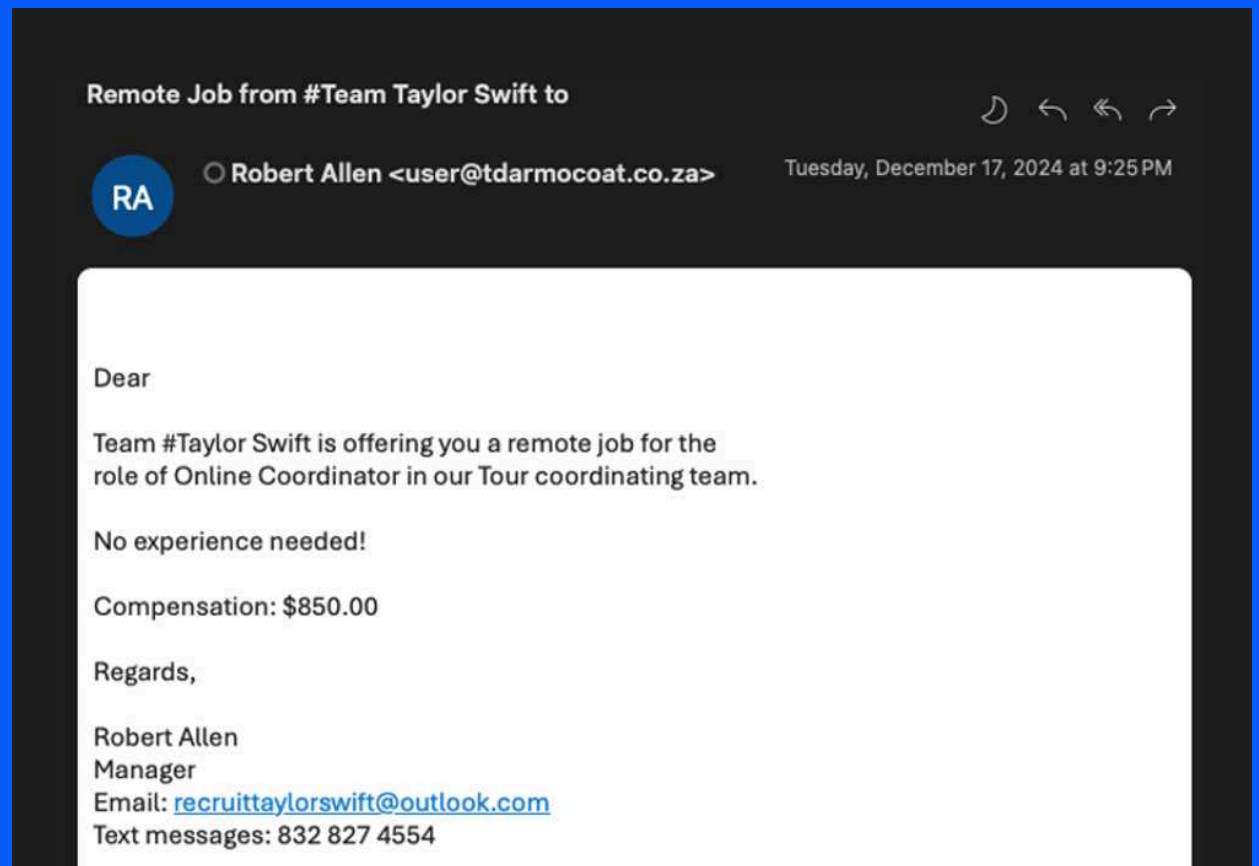 Remote Job from #Team Taylor Swift to
RA
Robert Allen <user@tdarmocoat.co.za>
Tuesday, December 17, 2024 at 9:25 PM
Dear
Team #Taylor Swift is offering you a remote job for the
role of Online Coordinator in our Tour coordinating team.
No experience needed!
Compensation: $850.00
Regards,
Robert Allen
Manager
Email: recruittaylorswift@outlook.com
Text messages: 832 827 4554